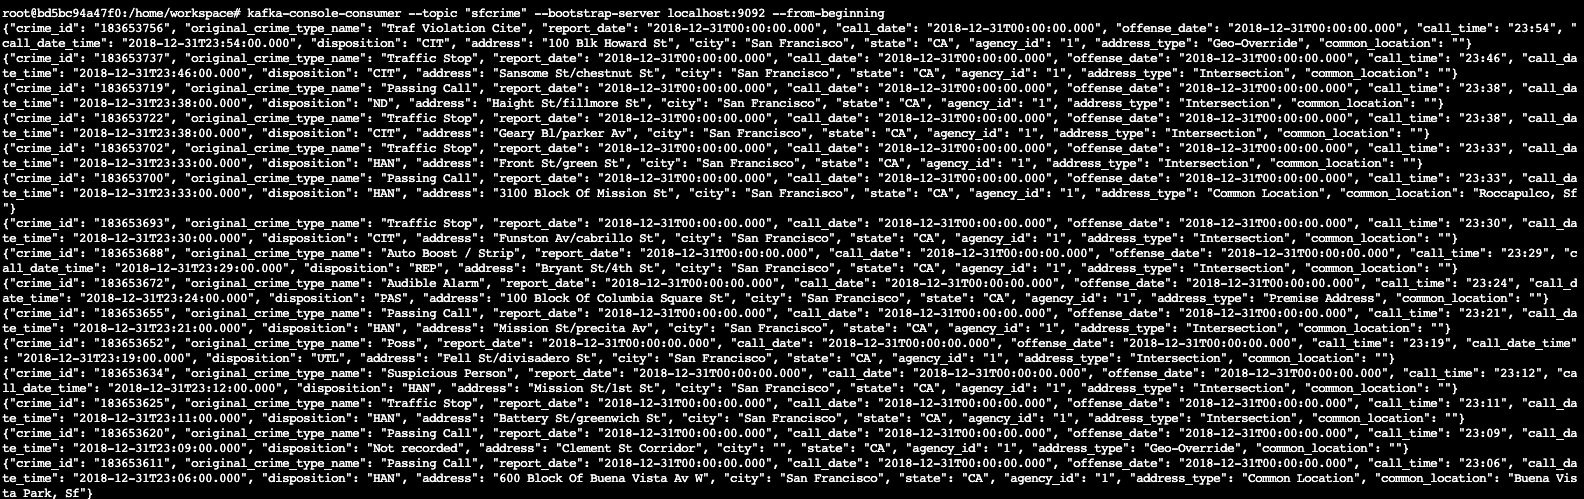 root@bd5bc94a47f0:/home/workspace# kafka-console-consumer --topic "sfcrime" --bootstrap-server localhost:9092 --from-beginning
{"crime_id": "183653756", "original_crime_type_name": "Traf Violation Cite", "report_date": "2018-12-31T00:00:00.000", "call_date": "2018-12-31T00:00:00.000", "offense_date": "2018-12-31T00:00:00.000", "call_time": "23:54", "
call_date_time": "2018-12-31T23:54:00.000", "disposition": "CIT", "address": "100 Blk Howard St", "city": "San Francisco", "state": "CA", "agency_id": "1", "address_type": "Geo-Override", "common_location": ""}
{"crime_id": "183653737", "original_crime_type_name": "Traffic Stop", "report_date": "2018-12-31T00:00:00.000", "call_date": "2018-12-31T00:00:00.000", "offense_date": "2018-12-31T00:00:00.000", "call_time": "23:46", "call_da
te_time": "2018-12-31T23:46:00.000", "disposition": "CIT", "address": "Sansome St/chestnut St", "city": "San Francisco", "state": "CA", "agency_id": "1", "address_type": "Intersection", "common_location": ""}
{"crime_id": "183653719", "original_crime_type_name": "Passing Call", "report_date": "2018-12-31T00:00:00.000", "call_date": "2018-12-31T00:00:00.000", "offense_date": "2018-12-31T00:00:00.000", "call_time": "23:38", "call_da
te_time": "2018-12-31T23:38:00.000", "disposition": "ND", "address": "Haight St/fillmore St", "city": "San Francisco", "state": "CA", "agency_id": "1", "address_type": "Intersection", "common_location": ""}
{"crime_id": "183653722", "original_crime_type_name": "Traffic Stop", "report_date": "2018-12-31T00:00:00.000", "call_date": "2018-12-31T00:00:00.000", "offense_date": "2018-12-31T00:00:00.000", "call_time": "23:38", "call_da
te_time": "2018-12-31T23:38:00.000", "disposition": "CIT", "address": "Geary Bl/parker Av", "city": "San Francisco", "state": "CA", "agency_id": "1", "address_type": "Intersection", "common_location": ""}
{"crime_id": "183653702", "original_crime_type_name": "Traffic Stop", "report_date": "2018-12-31T00:00:00.000", "call_date": "2018-12-31T00:00:00.000", "offense_date": "2018-12-31T00:00:00.000", "call_time": "23:33", "call_da
te_time": "2018-12-31T23:33:00.000", "disposition": "HAN", "address": "Front St/green St", "city": "San Francisco", "state": "CA", "agency_id": "1", "address_type": "Intersection", "common_location": ""}
{"crime_id": "183653700", "original_crime_type_name": "Passing Call", "report_date": "2018-12-31T00:00:00.000", "call_date": "2018-12-31T00:00:00.000", "offense_date": "2018-12-31T00:00:00.000", "call_time": "23:33", "call_da
te_time": "2018-12-31T23:33:00.000", "disposition": "HAN", "address": "3100 Block Of Mission St", "city": "San Francisco", "state": "CA", "agency_id": "1", "address_type": "Common Location", "common_location": "Roccapulco, Sf
"}
{"crime_id": "183653693", "original_crime_type_name": "Traffic Stop", "report_date": "2018-12-31T00:00:00.000", "call_date": "2018-12-31T00:00:00.000", "offense_date": "2018-12-31T00:00:00.000", "call_time": "23:30", "call_da
te_time": "2018-12-31T23:30:00.000", "disposition": "CIT", "address": "Funston Av/cabrillo St", "city": "San Francisco", "state": "CA", "agency_id": "1", "address_type": "Intersection", "common_location": ""}
{"crime_id": "183653688", "original_crime_type_name": "Auto Boost / Strip", "report_date": "2018-12-31T00:00:00.000", "call_date": "2018-12-31T00:00:00.000", "offense_date": "2018-12-31T00:00:00.000", "call_time": "23:29", "c
all_date_time": "2018-12-31T23:29:00.000", "disposition": "REP", "address": "Bryant St/4th St", "city": "San Francisco", "state": "CA", "agency_id": "1", "address_type": "Intersection", "common_location": ""}
{"crime_id": "183653672", "original_crime_type_name": "Audible Alarm", "report_date": "2018-12-31T00:00:00.000", "call_date": "2018-12-31T00:00:00.000", "offense_date": "2018-12-31T00:00:00.000", "call_time": "23:24", "call_d
ate_time": "2018-12-31T23:24:00.000", "disposition": "PAS", "address": "100 Block Of Columbia Square St", "city": "San Francisco", "state": "CA", "agency_id": "1", "address_type": "Premise Address", "common_location": ""}
{"crime_id": "183653655", "original_crime_type_name": "Passing Call", "report_date": "2018-12-31T00:00:00.000", "call_date": "2018-12-31T00:00:00.000", "offense_date": "2018-12-31T00:00:00.000", "call_time": "23:21", "call_da
te_time": "2018-12-31T23:21:00.000", "disposition": "HAN", "address": "Mission St/precita Av", "city": "San Francisco", "state": "CA", "agency_id": "1", "address_type": "Intersection", "common_location": ""}
{"crime_id": "183653652", "original_crime_type_name": "Poss", "report_date": "2018-12-31T00:00:00.000", "call_date": "2018-12-31T00:00:00.000", "offense_date": "2018-12-31T00:00:00.000", "call_time": "23:19", "call_date_time"
: "2018-12-31T23:19:00.000", "disposition": "UTL", "address": "Fell St/divisadero St", "city": "San Francisco", "state": "CA", "agency_id": "1", "address_type": "Intersection", "common_location": ""}
{"crime_id": "183653634", "original_crime_type_name": "Suspicious Person", "report_date": "2018-12-31T00:00:00.000", "call_date": "2018-12-31T00:00:00.000", "offense_date": "2018-12-31T00:00:00.000", "call_time": "23:12", "ca
ll_date_time": "2018-12-31T23:12:00.000", "disposition": "HAN", "address": "Mission St/1st St", "city": "San Francisco", "state": "CA", "agency_id": "1", "address_type": "Intersection", "common_location": ""}
{"crime_id": "183653625", "original_crime_type_name": "Traffic Stop", "report_date": "2018-12-31T00:00:00.000", "call_date": "2018-12-31T00:00:00.000", "offense_date": "2018-12-31T00:00:00.000", "call_time": "23:11", "call_da
te_time": "2018-12-31T23:11:00.000", "disposition": "HAN", "address": "Battery St/greenwich St", "city": "San Francisco", "state": "CA", "agency_id": "1", "address_type": "Intersection", "common_location": ""}
{"crime_id": "183653620", "original_crime_type_name": "Passing Call", "report_date": "2018-12-31T00:00:00.000", "call_date": "2018-12-31T00:00:00.000", "offense_date": "2018-12-31T00:00:00.000", "call_time": "23:09", "call_da
te_time": "2018-12-31T23:09:00.000", "disposition": "Not recorded", "address": "Clement St Corridor", "city": "", "state": "CA", "agency_id": "1", "address_type": "Geo-Override", "common_location": ""}
{"crime_id": "183653611", "original_crime_type_name": "Passing Call", "report_date": "2018-12-31T00:00:00.000", "call_date": "2018-12-31T00:00:00.000", "offense_date": "2018-12-31T00:00:00.000", "call_time": "23:06", "call_da
te_time": "2018-12-31T23:06:00.000", "disposition": "HAN", "address": "600 Block Of Buena Vista Av W", "city": "San Francisco", "state": "CA", "agency_id": "1", "address_type": "Common Location", "common_location": "Buena Vis
ta Park, Sf"}